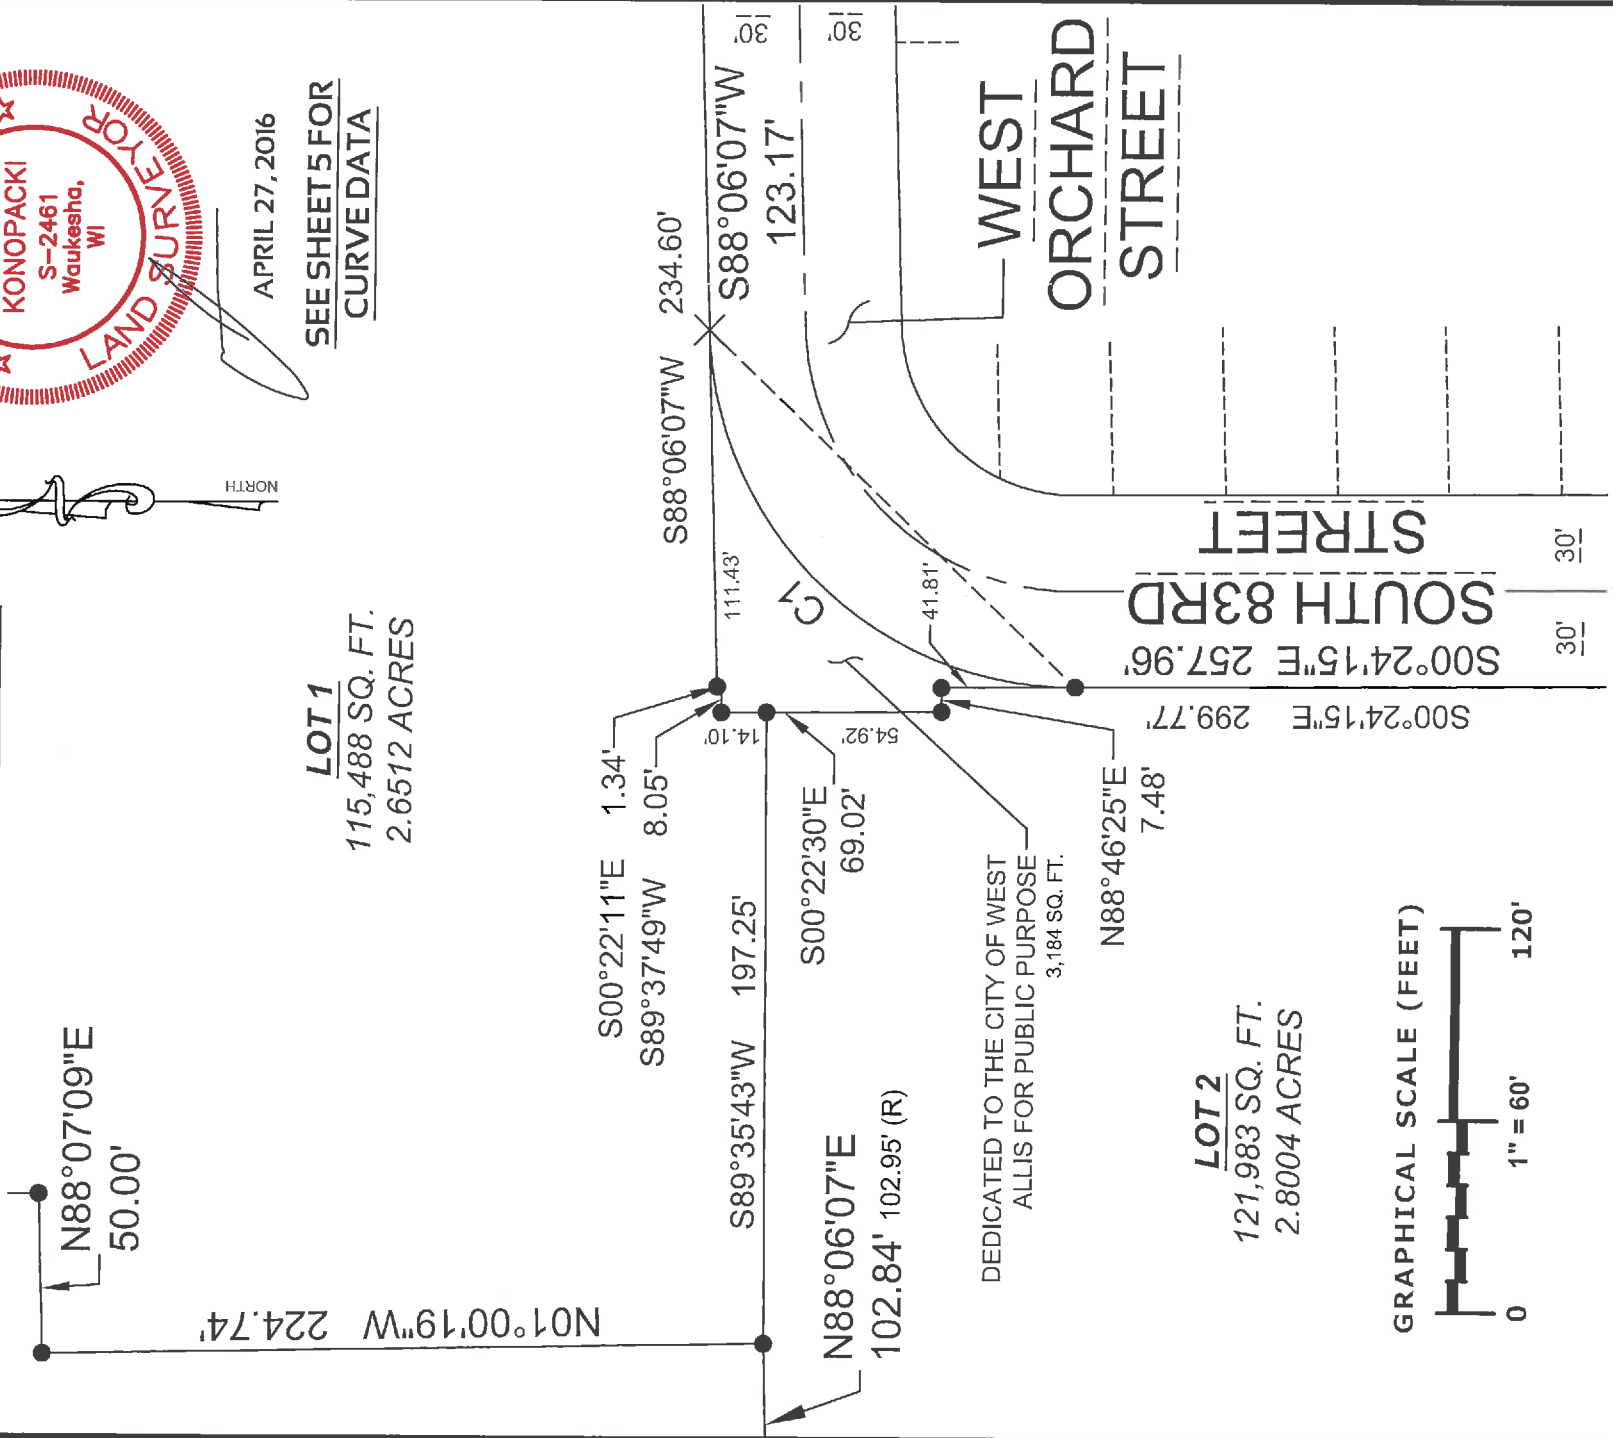 KONOPACKI
S-2461
Waukesha,
WI
LAND SURVEYOR
APRIL 27, 2016
SEE SHEET 5 FOR
CURVE DATA
NORTH
LOT 1
115,488 SQ. FT.
2.6512 ACRES
N88°07'09"E
50.00'
N01°00'19"W 224.74'
S88°06'07"W 234.60'
S88°06'07"W
123.17'
30'
30'
WEST
ORCHARD
STREET
111.43'
C1
41.81'
S00°22'11"E 1.34'
S89°37'49"W 8.05'
14.10'
54.92'
S89°35'43"W 197.25'
S00°22'30"E
69.02'
N88°06'07"E
102.84' 102.95' (R)
DEDICATED TO THE CITY OF WEST
ALLIS FOR PUBLIC PURPOSE
3,184 SQ. FT.
N88°46'25"E
7.48'
SOUTH 83RD
STREET
30'
30'
S00°24'15"E 257.96'
S00°24'15"E 299.77'
LOT 2
121,983 SQ. FT.
2.8004 ACRES
GRAPHICAL SCALE (FEET)
0 1" = 60' 120'